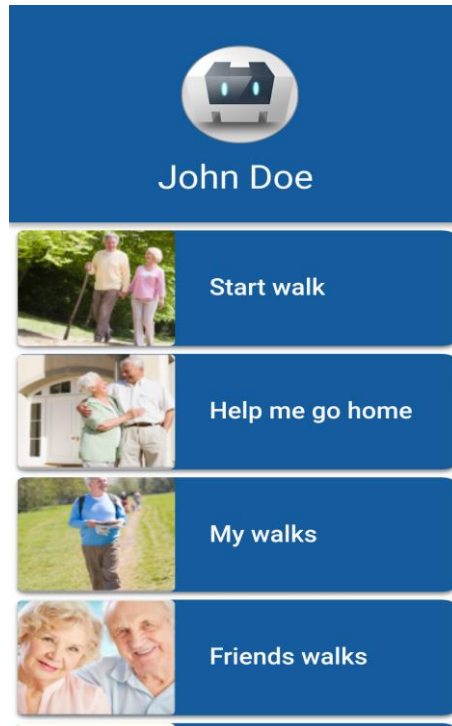 John Doe
Start walk
Help me go home
My walks
Friends walks